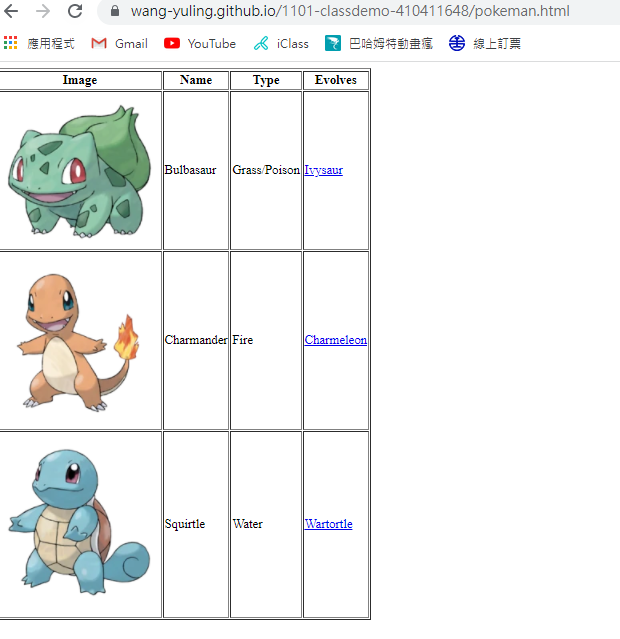 wang-yuling.github.io/1101-classdemo-410411648/pokeman.html
應用程式 Gmail YouTube iClass 巴哈姆特動畫瘋 線上訂票
Image Name Type Evolves
Bulbasaur Grass/Poison Ivysaur
Charmander Fire Charmeleon
Squirtle Water Wartortle